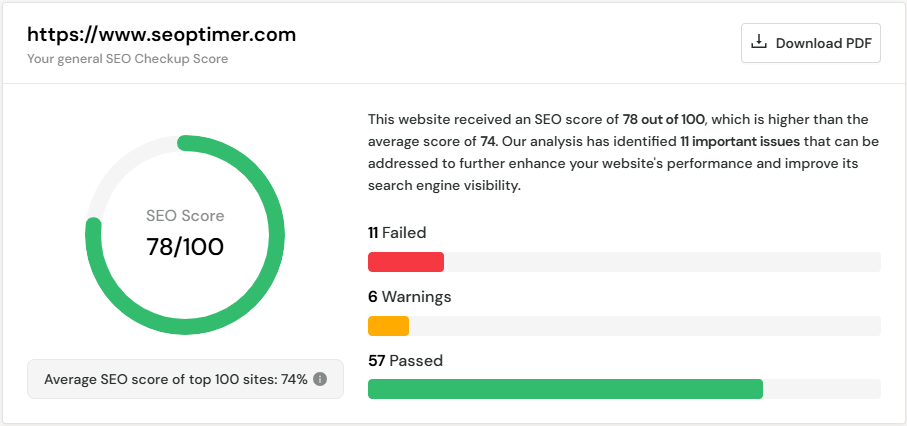 https://www.seoptimer.com
Your general SEO Checkup Score
Download PDF
SEO Score
78/100
Average SEO score of top 100 sites: 74%
This website received an SEO score of 78 out of 100, which is higher than the
average score of 74. Our analysis has identified 11 important issues that can be
addressed to further enhance your website's performance and improve its
search engine visibility.
11 Failed
6 Warnings
57 Passed